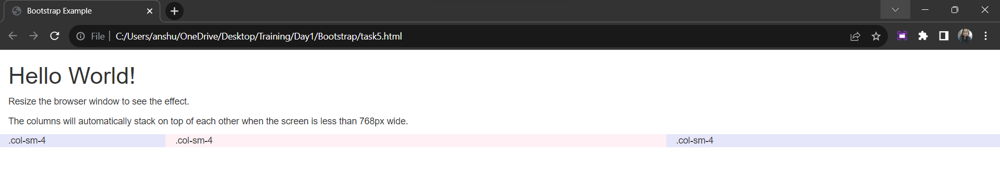 Bootstrap Example
File C:/Users/anshu/OneDrive/Desktop/Training/Day1/Bootstrap/task5.html
Hello World!
Resize the browser window to see the effect.
The columns will automatically stack on top of each other when the screen is less than 768px wide.
.col-sm-4 .col-sm-4 .col-sm-4